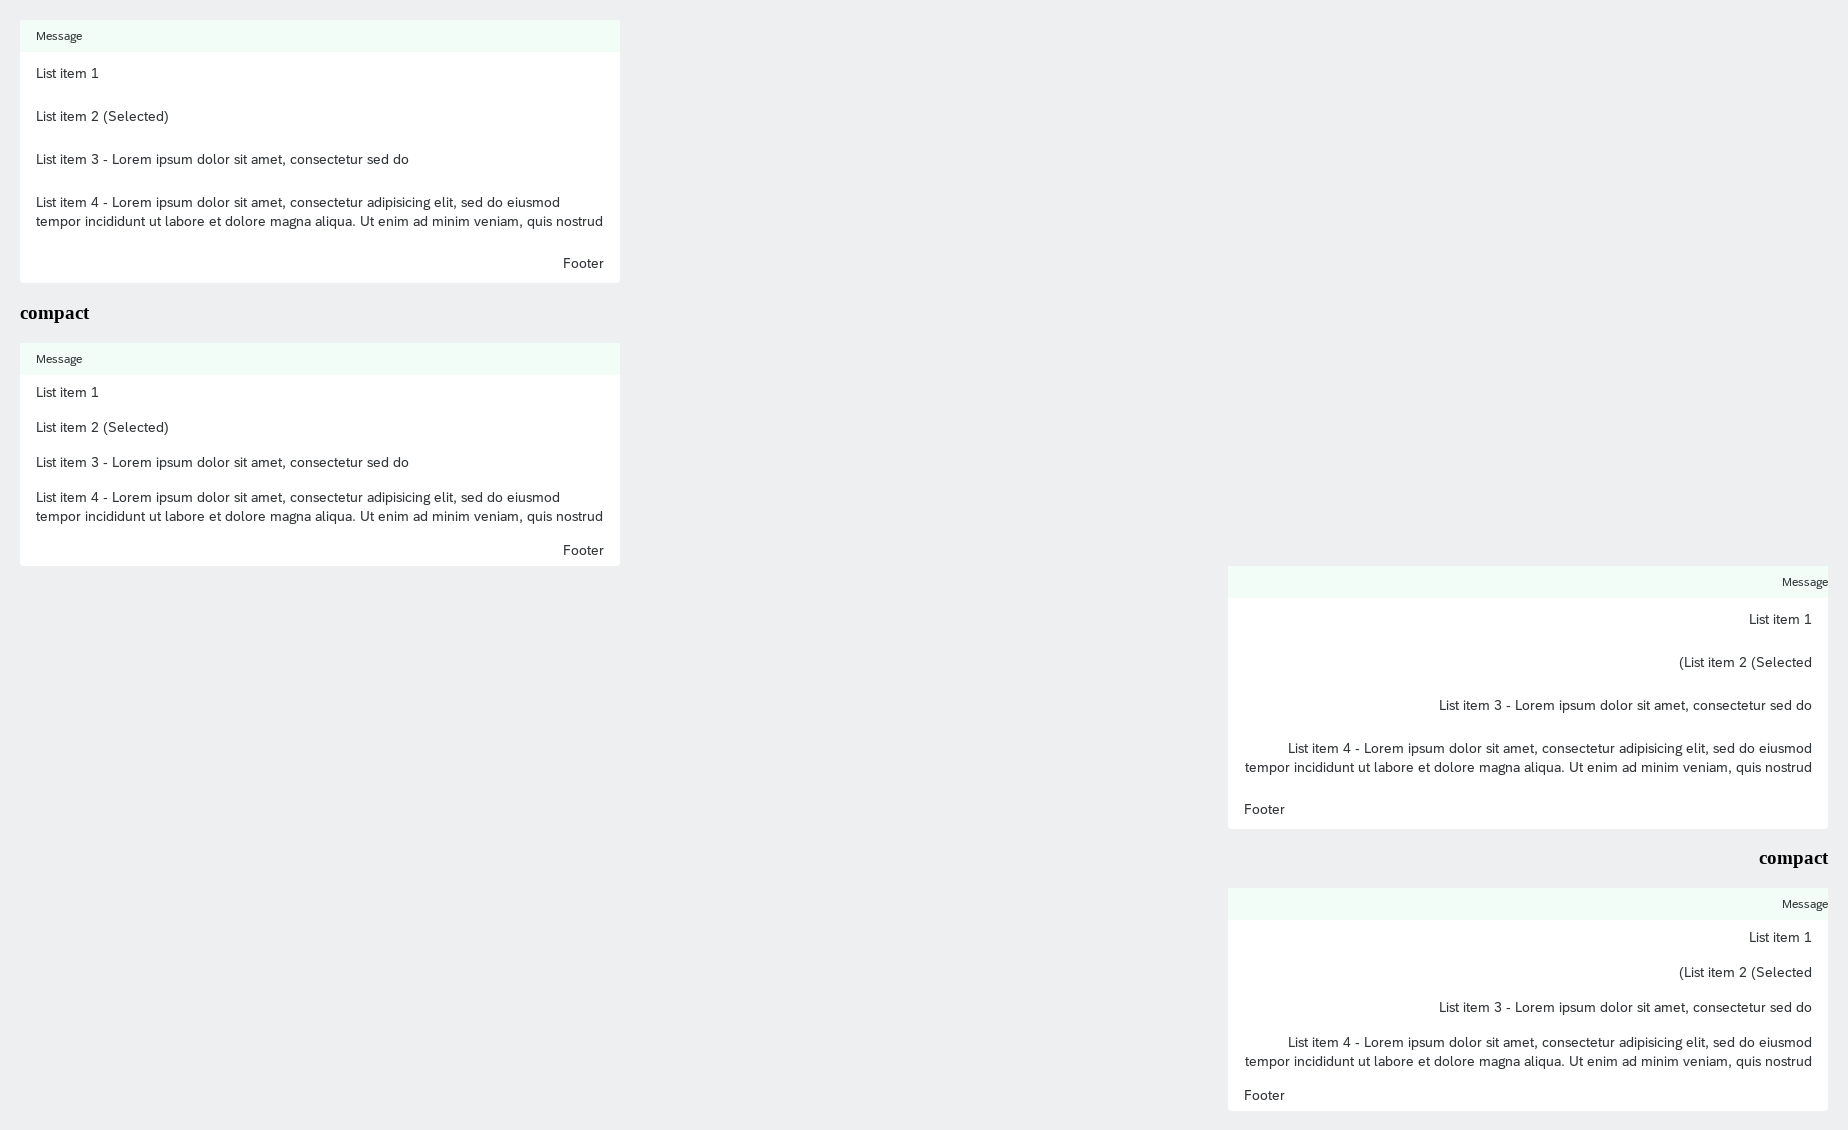 Message
List item 1
List item 2 (Selected)
List item 3 - Lorem ipsum dolor sit amet, consectetur sed do
List item 4 - Lorem ipsum dolor sit amet, consectetur adipisicing elit, sed do eiusmod
tempor incididunt ut labore et dolore magna aliqua. Ut enim ad minim veniam, quis nostrud
Footer
compact
Message
List item 1
List item 2 (Selected)
List item 3 - Lorem ipsum dolor sit amet, consectetur sed do
List item 4 - Lorem ipsum dolor sit amet, consectetur adipisicing elit, sed do eiusmod
tempor incididunt ut labore et dolore magna aliqua. Ut enim ad minim veniam, quis nostrud
Footer
Message
List item 1
(List item 2 (Selected
List item 3 - Lorem ipsum dolor sit amet, consectetur sed do
List item 4 - Lorem ipsum dolor sit amet, consectetur adipisicing elit, sed do eiusmod
tempor incididunt ut labore et dolore magna aliqua. Ut enim ad minim veniam, quis nostrud
Footer
compact
Message
List item 1
(List item 2 (Selected
List item 3 - Lorem ipsum dolor sit amet, consectetur sed do
List item 4 - Lorem ipsum dolor sit amet, consectetur adipisicing elit, sed do eiusmod
tempor incididunt ut labore et dolore magna aliqua. Ut enim ad minim veniam, quis nostrud
Footer